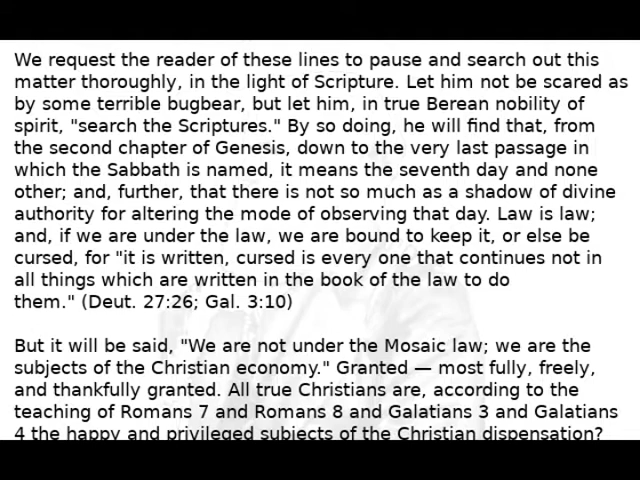 We request the reader of these lines to pause and search out this
matter thoroughly, in the light of Scripture. Let him not be scared as
by some terrible bugbear, but let him, in true Berean nobility of
spirit, "search the Scriptures." By so doing, he will find that, from
the second chapter of Genesis, down to the very last passage in
which the Sabbath is named, it means the seventh day and none
other; and, further, that there is not so much as a shadow of divine
authority for altering the mode of observing that day. Law is law;
and, if we are under the law, we are bound to keep it, or else be
cursed, for "it is written, cursed is every one that continues not in
all things which are written in the book of the law to do
them." (Deut. 27:26; Gal. 3:10)
But it will be said, "We are not under the Mosaic law; we are the
subjects of the Christian economy." Granted — most fully, freely,
and thankfully granted. All true Christians are, according to the
teaching of Romans 7 and Romans 8 and Galatians 3 and Galatians
4 the happy and privileged subjects of the Christian dispensation?